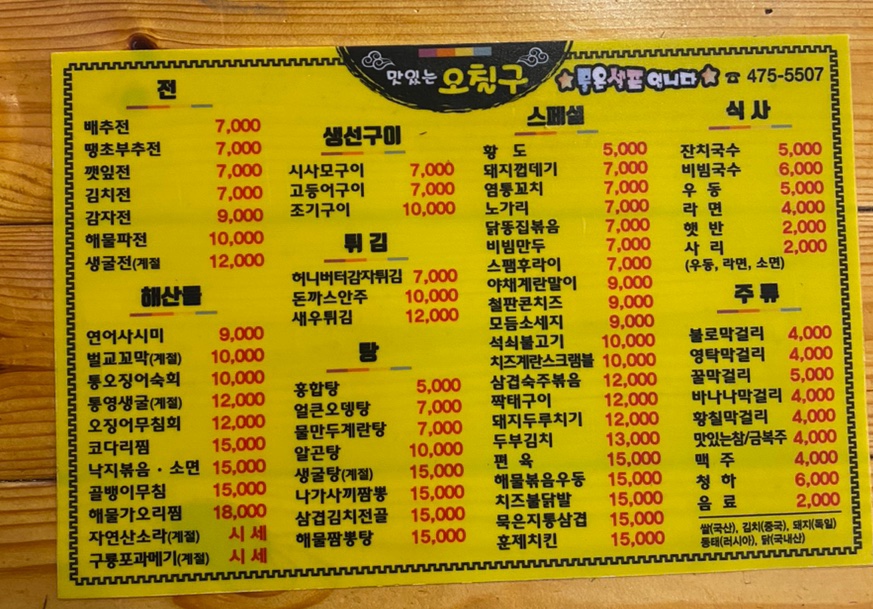 맛있는 오칠구
좋은점포 입니다
☎ 475-5507
전
배추전 7,000
땡초부추전 7,000
깻잎전 7,000
김치전 7,000
감자전 9,000
해물파전 10,000
생굴전(계절 12,000
해산물
연어사시미 9,000
벌교꼬막(계절) 10,000
통오징어숙회 10,000
통영생굴(계절) 12,000
오징어무침회 12,000
코다리찜 15,000
낙지볶음・소면 15,000
골뱅이무침 15,000
해물가오리찜 18,000
자연산소라(계절) 시 세
구룡포과메기(계절) 시 세
생선구이
시사모구이 7,000
고등어구이 7,000
조기구이 10,000
튀김
허니버터감자튀김 7,000
돈까스안주 10,000
새우튀김 12,000
탕
홍합탕 5,000
얼큰오뎅탕 7,000
물만두계란탕 7,000
알곤탕 10,000
생굴탕(계절) 15,000
나가사끼짬뽕 15,000
삼겹김치전골 15,000
해물짬뽕탕 15,000
스페셜
황 도 5,000
돼지껍데기 7,000
염통꼬치 7,000
노가리 7,000
닭똥집볶음 7,000
비빔만두 7,000
스팸후라이 7,000
야채계란말이 9,000
철판콘치즈 9,000
모듬소세지 9,000
석쇠불고기 10,000
치즈계란스크램블 10,000
삼겹숙주볶음 12,000
짝태구이 12,000
돼지두루치기 12,000
두부김치 13,000
편 육 15,000
해물볶음우동 15,000
치즈불닭발 15,000
묵은지통삼겹 15,000
훈제치킨 15,000
식사
잔치국수 5,000
비빔국수 6,000
우 동 5,000
라 면 4,000
햇 반 2,000
사 리 2,000
(우동, 라면, 소면)
주류
불로막걸리 4,000
영탁막걸리 4,000
꿀막걸리 5,000
바나나막걸리 4,000
황칠막걸리 4,000
맛있는참/금복주 4,000
맥 주 4,000
청 하 6,000
음 료 2,000
쌀(국산), 김치(중국), 돼지(독일)
동태(러시아), 닭(국내산)